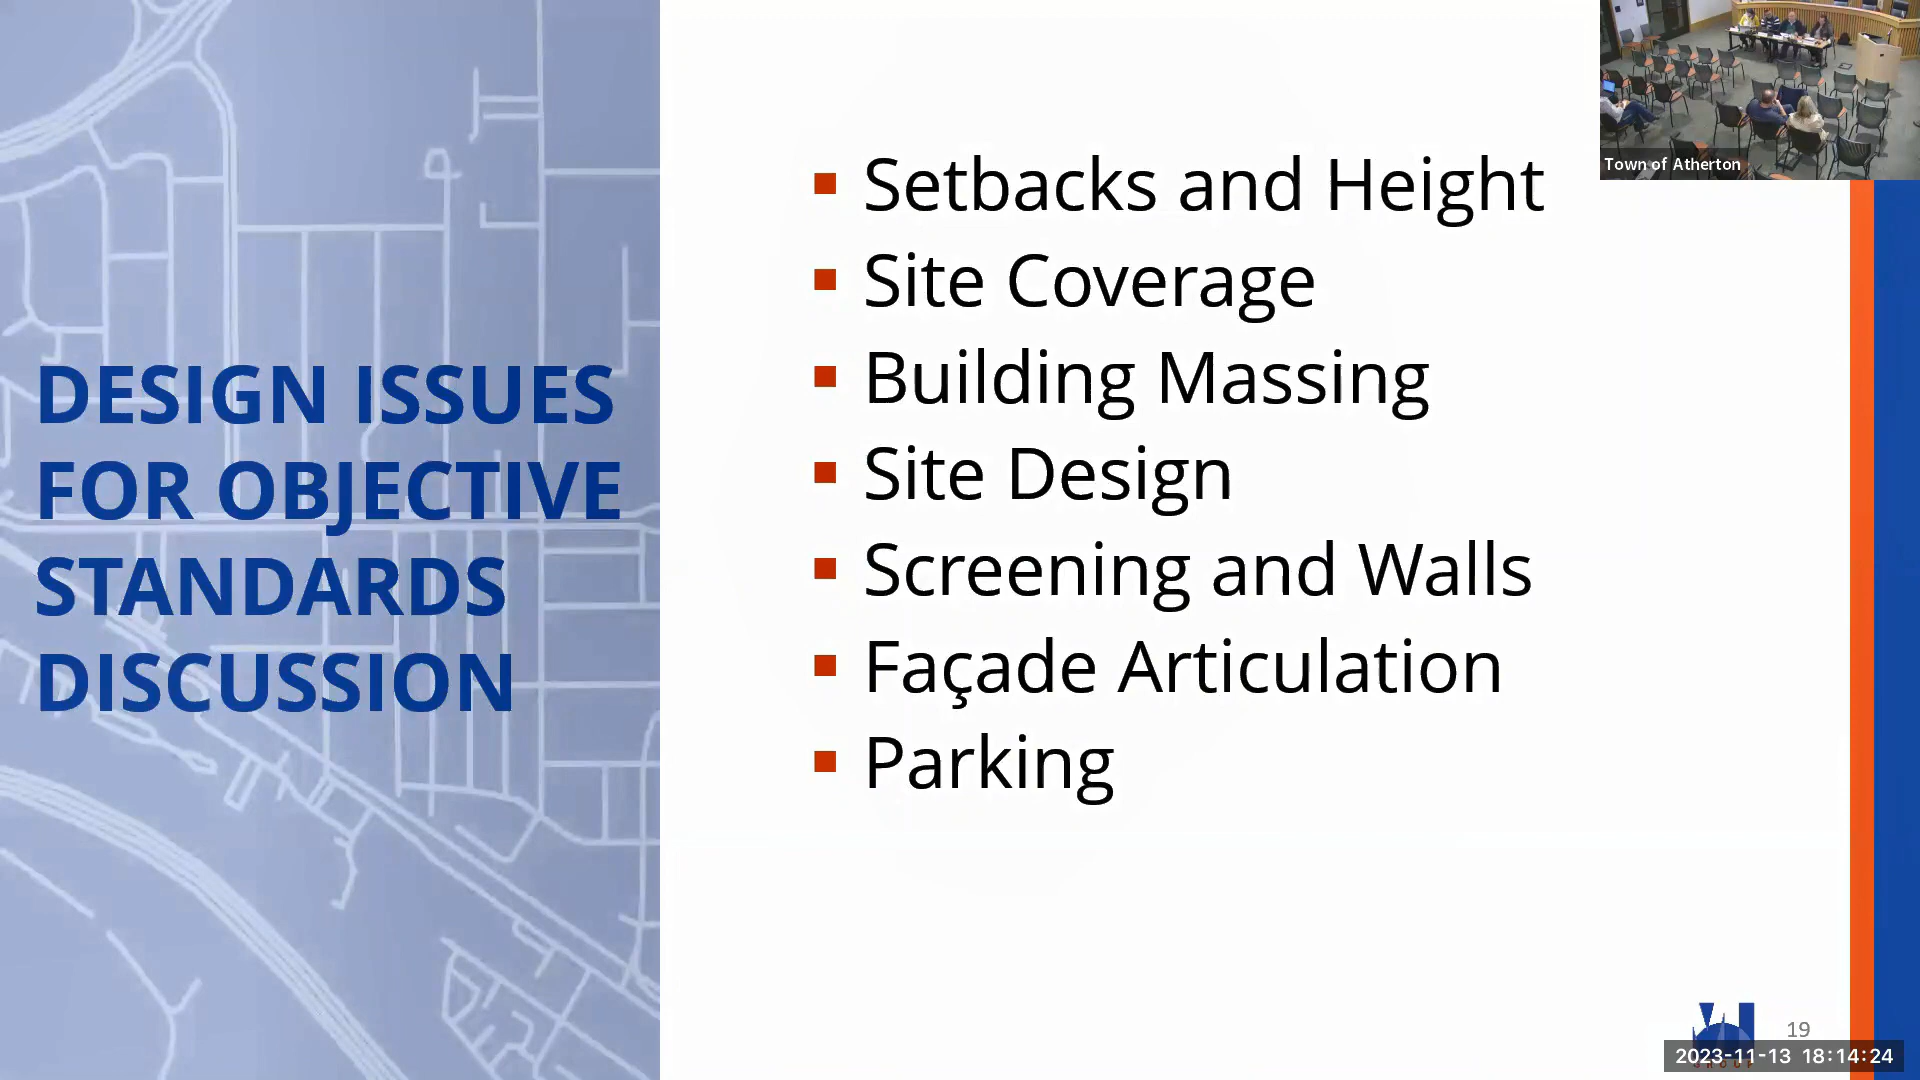 Town of Atherton
DESIGN ISSUES
FOR OBJECTIVE
STANDARDS
DISCUSSION
▪ Setbacks and Height
▪ Site Coverage
▪ Building Massing
▪ Site Design
▪ Screening and Walls
▪ Façade Articulation
▪ Parking
19
2023-11-13 18:14:24